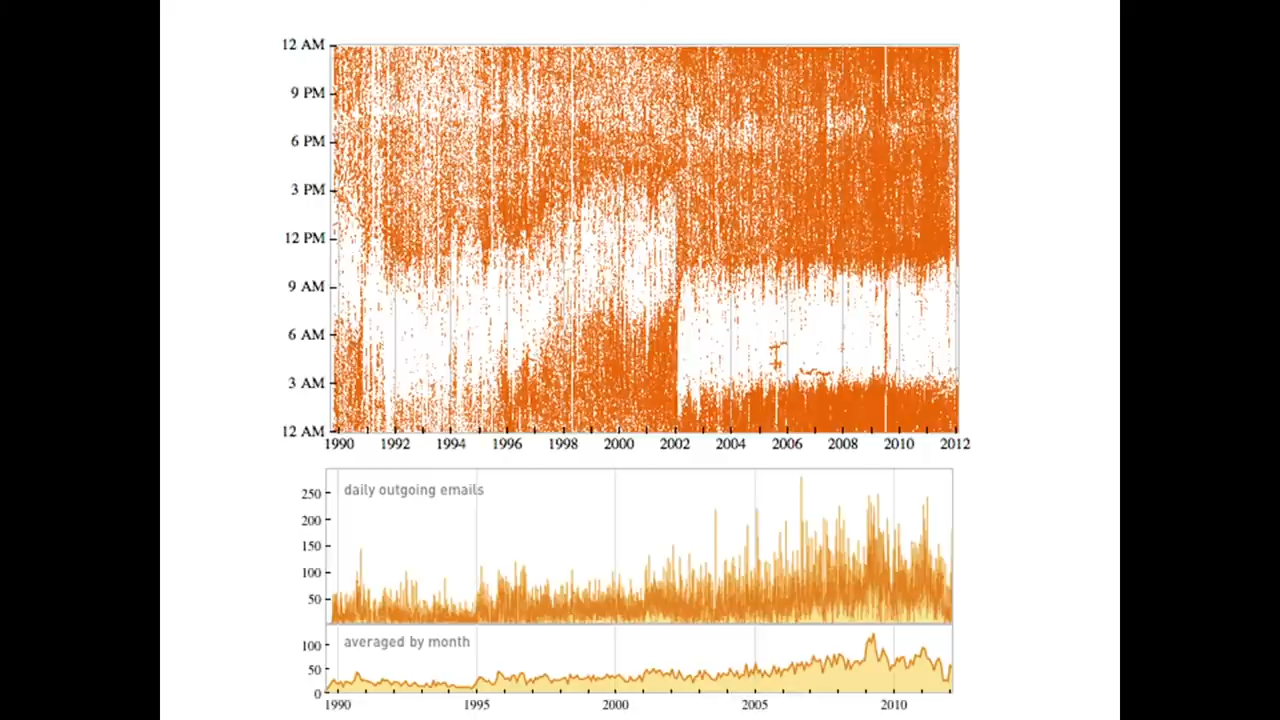 12 AM
9 PM
6 PM
3 PM
12 PM
9 AM
6 AM
3 AM
12 AM
1990 1992 1994 1996 1998 2000 2002 2004 2006 2008 2010 2012
daily outgoing emails
250
200
150
100
50
averaged by month
100
50
0
1990 1995 2000 2005 2010